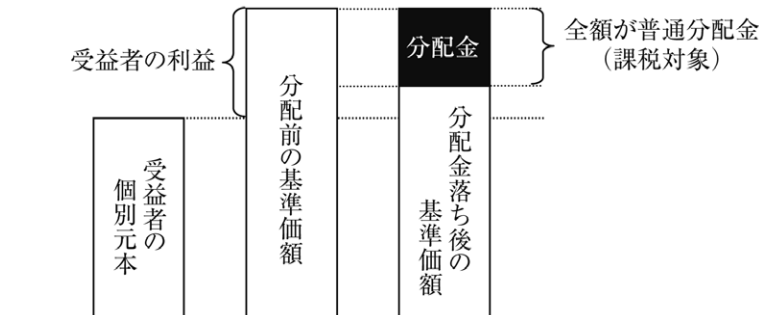 受益者の利益
受益者の
個別元本
分配前の基準価額
分配金
分配金落ち後の
基準価額
全額が普通分配金
（課税対象）